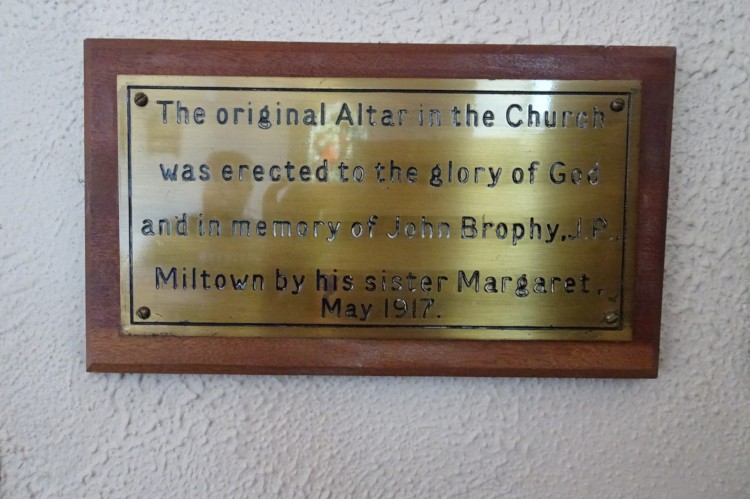 The original Altar in the Church
was erected to the glory of God
and in memory of John Brophy, J.P.,
Miltown by his sister Margaret,
May 1917.